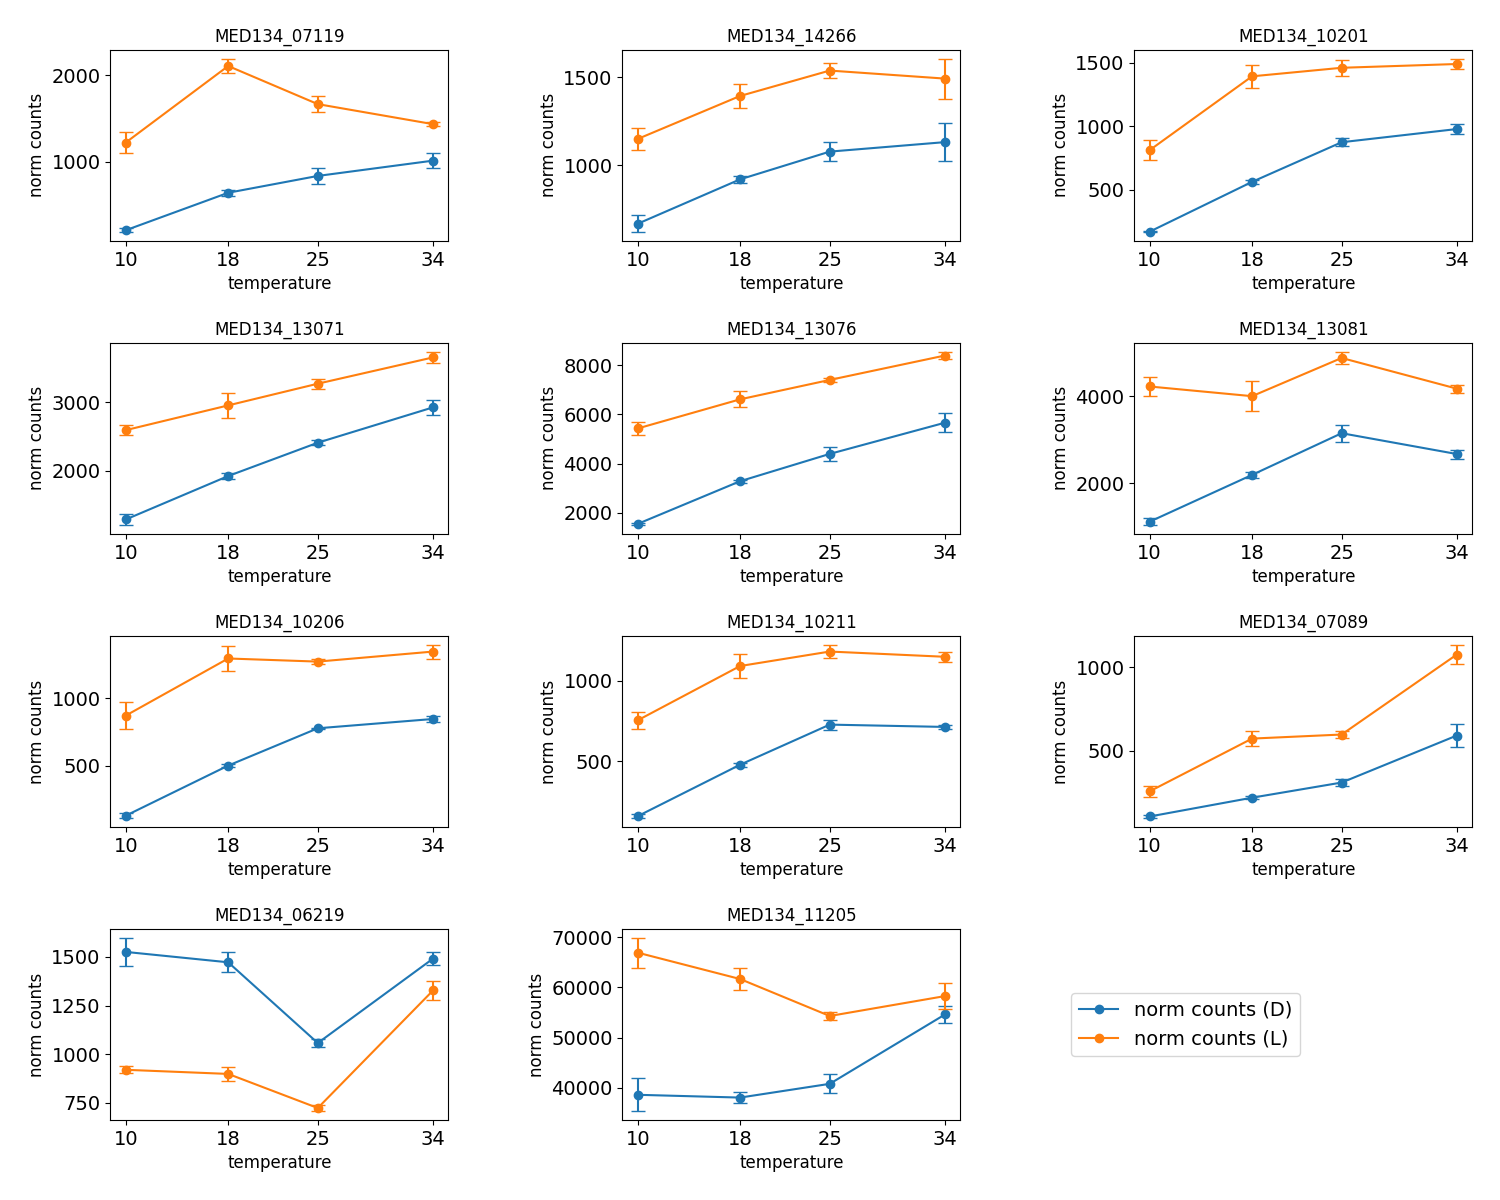 MED134_07119
2000
1000
norm counts
10 18 25 34
temperature
MED134_14266
1500
1000
norm counts
10 18 25 34
temperature
MED134_10201
1500
1000
500
norm counts
10 18 25 34
temperature
MED134_13071
3000
2000
norm counts
10 18 25 34
temperature
MED134_13076
8000
6000
4000
2000
norm counts
10 18 25 34
temperature
MED134_13081
4000
2000
norm counts
10 18 25 34
temperature
MED134_10206
1000
500
norm counts
10 18 25 34
temperature
MED134_10211
1000
500
norm counts
10 18 25 34
temperature
MED134_07089
1000
500
norm counts
10 18 25 34
temperature
MED134_06219
1500
1250
1000
750
norm counts
10 18 25 34
temperature
MED134_11205
70000
60000
50000
40000
norm counts
10 18 25 34
temperature
norm counts (D)
norm counts (L)